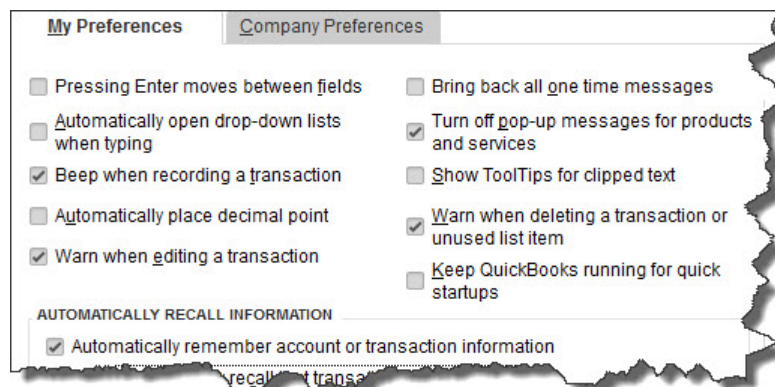 My Preferences
Company Preferences
Pressing Enter moves between fields
Automatically open drop-down lists
when typing
Beep when recording a transaction
Automatically place decimal point
Warn when editing a transaction
Bring back all one time messages
Turn off pop-up messages for products
and services
Show ToolTips for clipped text
Warn when deleting a transaction or
unused list item
Keep QuickBooks running for quick
startups
AUTOMATICALLY RECALL INFORMATION
Automatically remember account or transaction information
recall